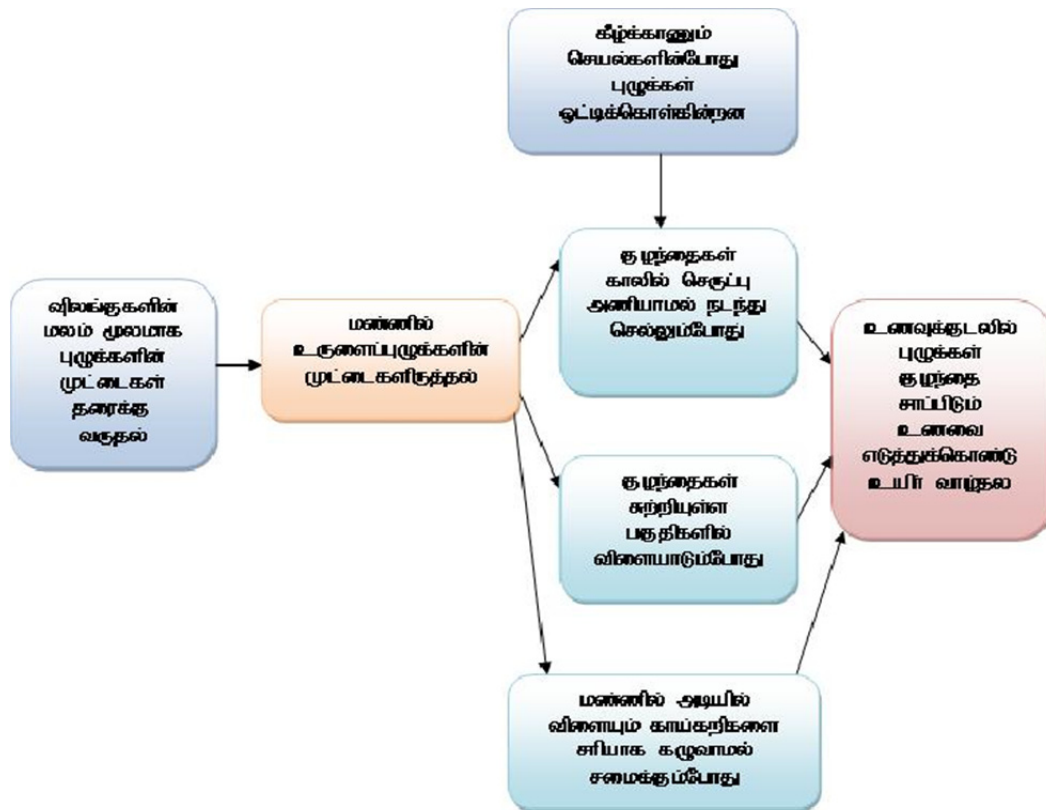 கீழ்க்காணும்
செயல்களின்போது
புழுக்கள்
ஒட்டிக்கொள்கின்றன
விலங்குகளின்
மலம் மூலமாக
புழுக்களின்
முட்டைகள்
தரைக்கு
வருதல்
மண்ணில்
உருளைப்புழுக்களின்
முட்டைகளிருத்தல்
குழந்தைகள்
காலில் செருப்பு
அணியாமல் நடந்து
செல்லும்போது
குழந்தைகள்
சுற்றியுள்ள
பகுதிகளில்
விளையாடும்போது
மண்ணில் அடியில்
விளையும் காய்கறிகளை
சரியாக கழுவாமல்
சமைக்கும்போது
உணவுக்குடலில்
புழுக்கள்
குழந்தை
சாப்பிடும்
உணவை
எடுத்துக்கொண்டு
உயிர் வாழ்தல